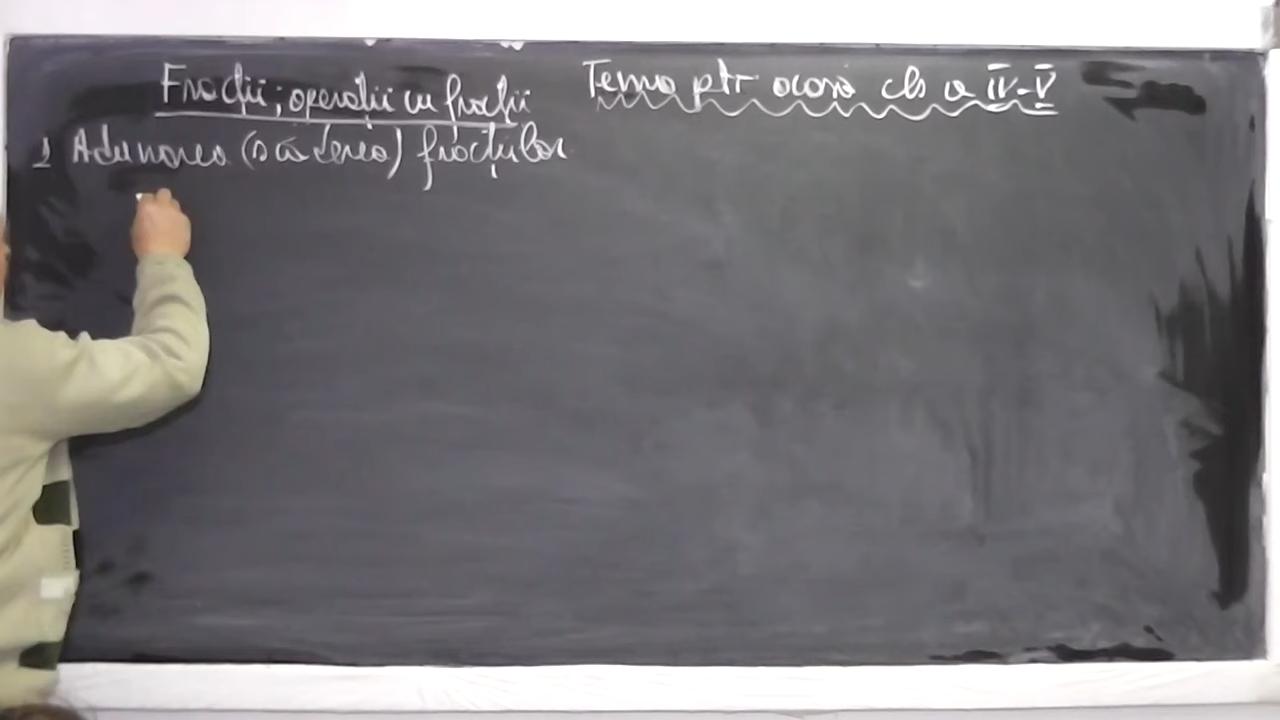 Fracții; operații cu fracții
Tema ptr acasă cls a IV-V
1 Adunarea (scăderea) fracțiilor